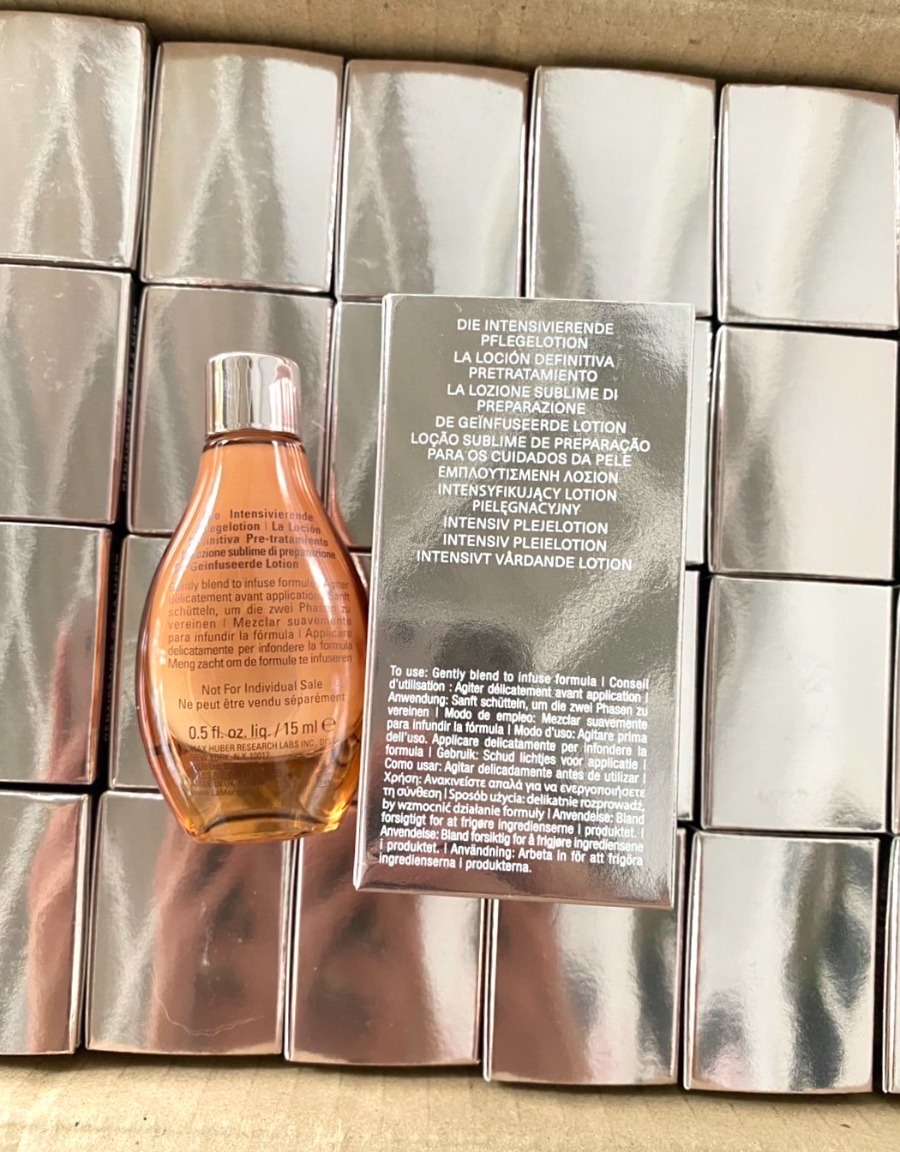 Intensivierende
Pflegelotion | La Loción
Definitiva Pre-tratamiento
Lozione sublime di preparazione
Geïnfuseerde Lotion
Gently blend to infuse formula | Agiter
délicatement avant application | Sanft
schütteln, um die zwei Phasen zu
vereinen | Mezclar suavemente
para infundir la fórmula | Applicare
delicatamente per infondere la formula
Meng zacht om de formule te infuseren
Not For Individual Sale
Ne peut être vendu séparément
0.5 fl. oz. liq. / 15 ml ℮
MAX HUBER RESEARCH LABS INC, DIST
NEW YORK, N.Y. 10017
DIE INTENSIVIERENDE
PFLEGELOTION
LA LOCIÓN DEFINITIVA
PRETRATAMIENTO
LA LOZIONE SUBLIME DI
PREPARAZIONE
DE GEÏNFUSEERDE LOTION
LOÇÃO SUBLIME DE PREPARAÇÃO
PARA OS CUIDADOS DA PELE
ΕΜΠΛΟΥΤΙΣΜΕΝΗ ΛΟΣΙΟΝ
INTENSYFIKUJĄCY LOTION
PIELĘGNACYJNY
INTENSIV PLEJELOTION
INTENSIV PLEIELOTION
INTENSIVT VÅRDANDE LOTION
To use: Gently blend to infuse formula | Conseil
d'utilisation : Agiter délicatement avant application |
Anwendung: Sanft schütteln, um die zwei Phasen zu
vereinen | Modo de empleo: Mezclar suavemente
para infundir la fórmula | Modo d'uso: Agitare prima
dell'uso. Applicare delicatamente per infondere la
formula | Gebruik: Schud lichtjes voor applicatie |
Como usar: Agitar delicadamente antes de utilizar |
Χρήση: Ανακινείστε απαλά για να ενεργοποιήσετε
τη σύνθεση | Sposób użycia: delikatnie rozprowadź,
by wzmocnić działanie formuły | Anvendelse: Bland
forsigtigt for at frigøre ingredienserne i produktet. |
Anvendelse: Bland forsiktig for å frigjøre ingrediensene
i produktet. | Användning: Arbeta in för att frigöra
ingredienserna i produkterna.